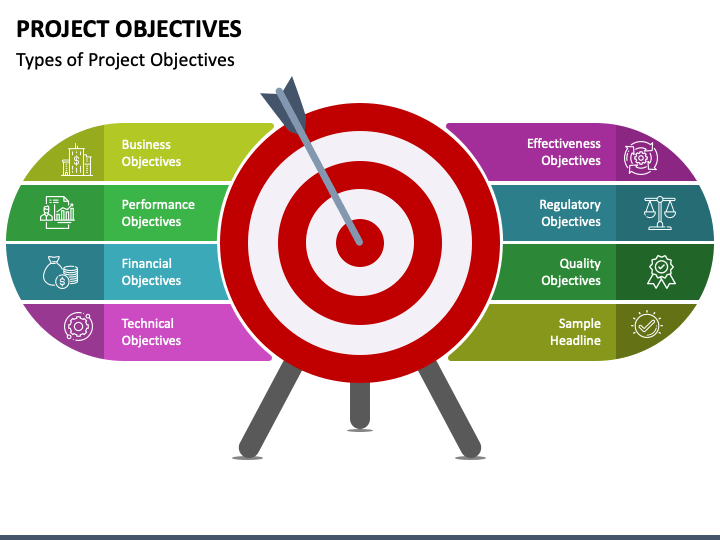 PROJECT OBJECTIVES
Types of Project Objectives
Business
Objectives
Performance
Objectives
Financial
Objectives
Technical
Objectives
Effectiveness
Objectives
Regulatory
Objectives
Quality
Objectives
Sample
Headline
$
$